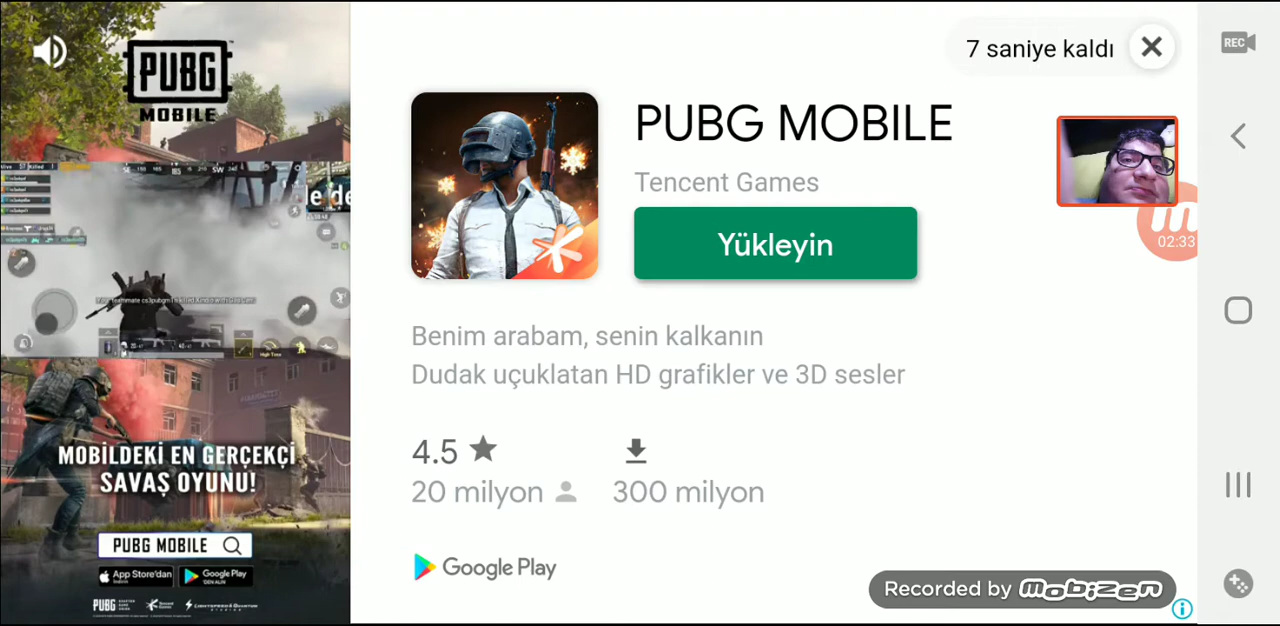 PUBG
MOBILE
MOBİLDEKİ EN GERÇEKÇİ
SAVAŞ OYUNU!
PUBG MOBILE
App Store'dan
Google Play
PUBG
7 saniye kaldı
PUBG MOBILE
Tencent Games
Yükleyin
Benim arabam, senin kalkanın
Dudak uçuklatan HD grafikler ve 3D sesler
4.5
20 milyon
300 milyon
Google Play
Recorded by mobizen
REC
02:33